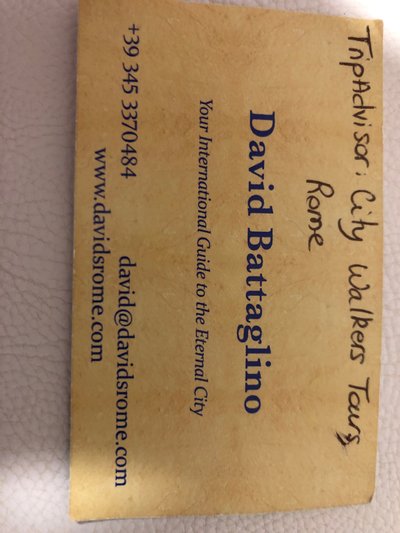 TripAdvisor: City Walkers Tours
Rome
David Battaglino
Your International Guide to the Eternal City
+39 345 3370484 david@davidsrome.com
www.davidsrome.com